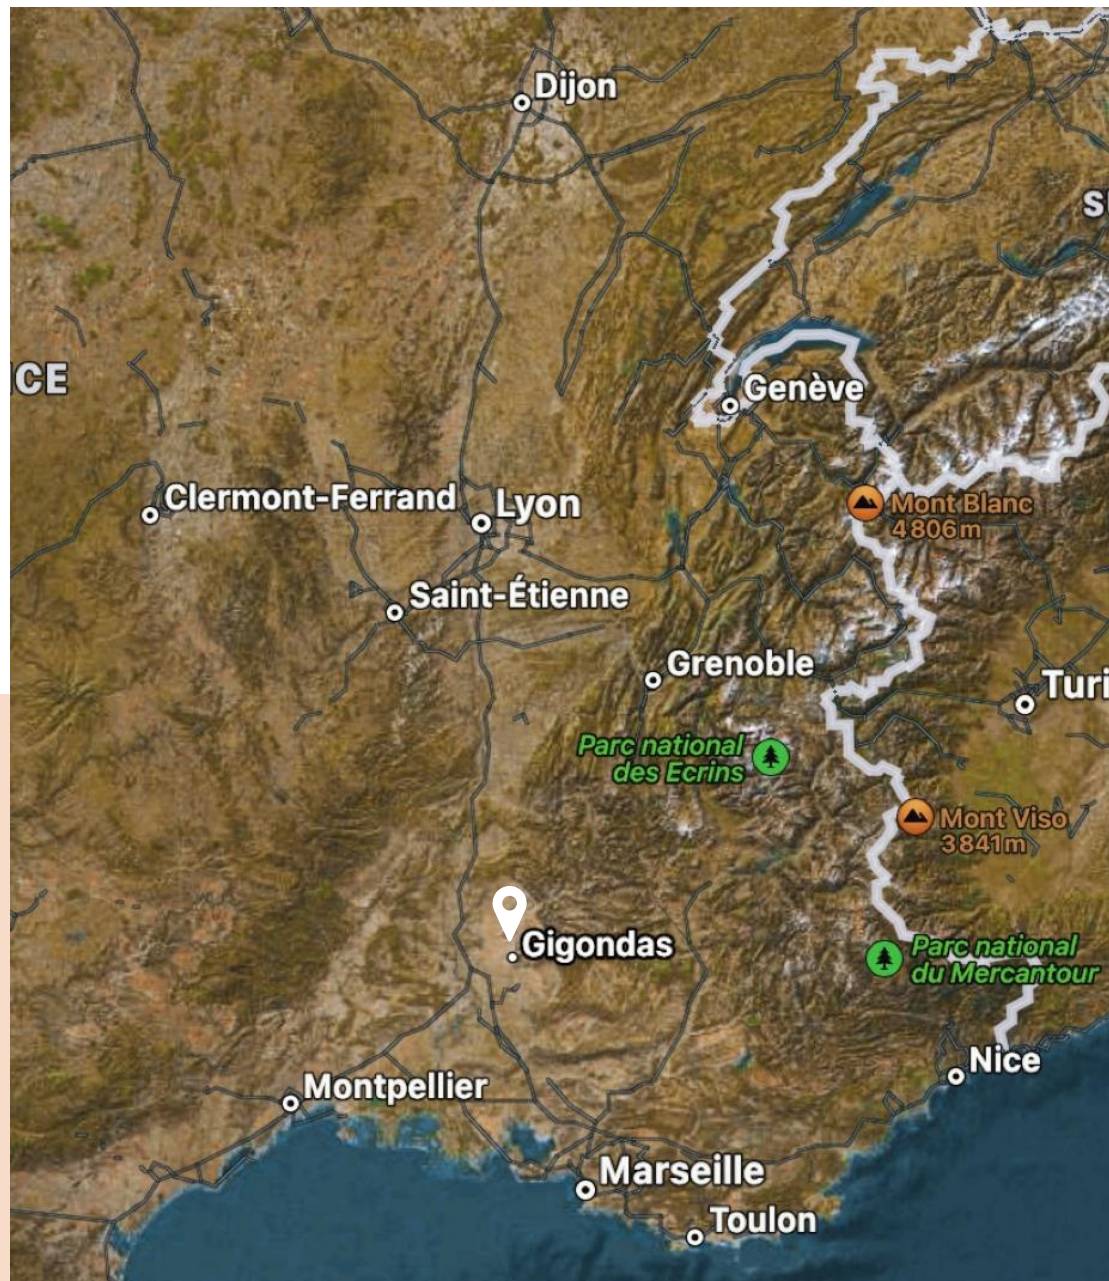 Dijon
S
CE
Genève
Clermont-Ferrand
Lyon
Mont Blanc
4806m
Saint-Étienne
Grenoble
Turi
Parc national
des Ecrins
Mont Viso
3841m
Gigondas
Parc national
du Mercantour
Nice
Montpellier
Marseille
Toulon